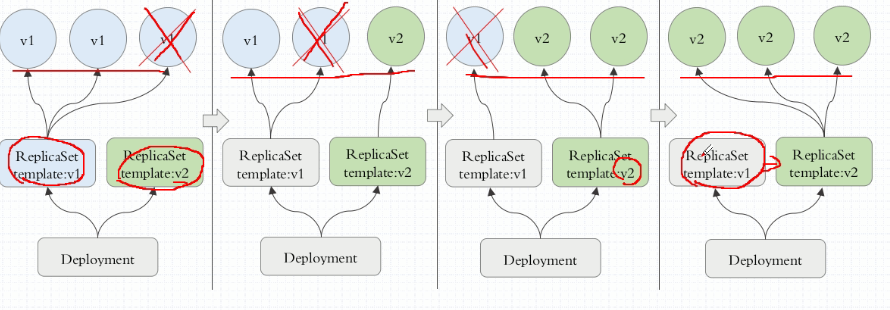 v1 v1 v1
ReplicaSet template:v1
ReplicaSet template:v2
Deployment
v1 v1 v2
ReplicaSet template:v1
ReplicaSet template:v2
Deployment
v1 v2 v2
ReplicaSet template:v1
ReplicaSet template:v2
Deployment
v2 v2 v2
ReplicaSet template:v1
ReplicaSet template:v2
Deployment